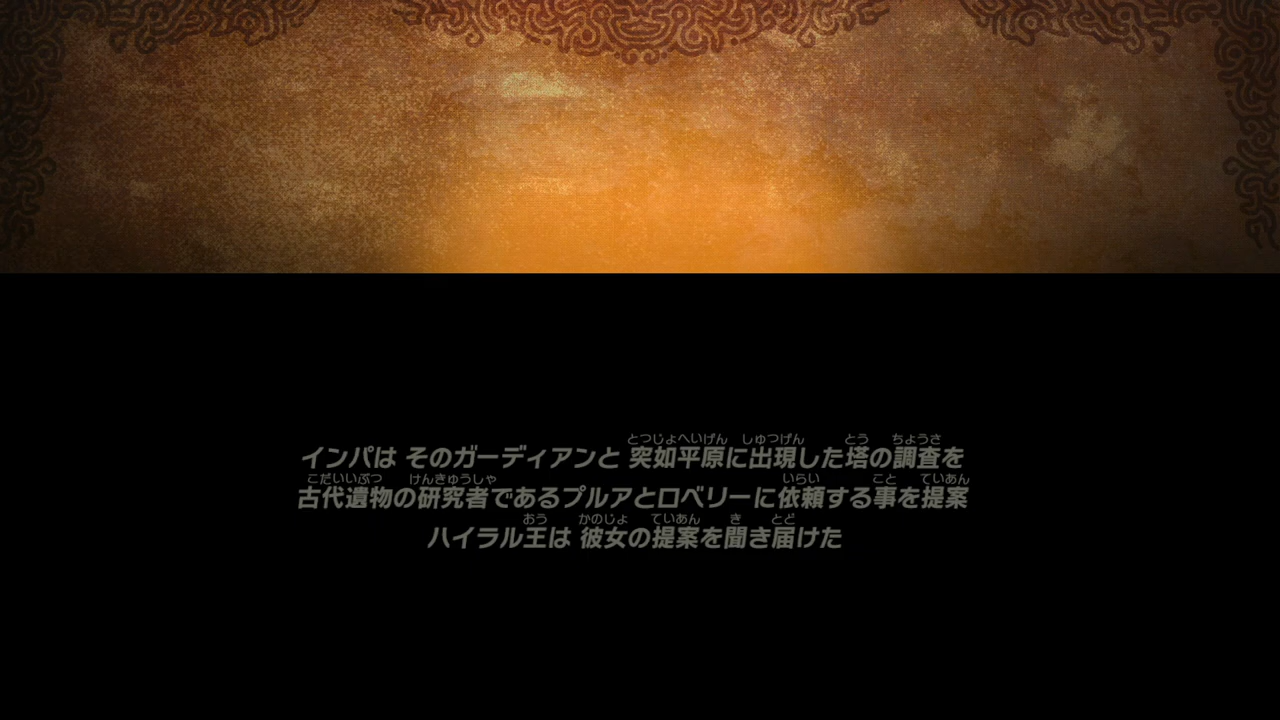 インパは そのガーディアンと 突如平原に出現した塔の調査を
古代遺物の研究者であるプルアとロベリーに依頼する事を提案
ハイラル王は 彼女の提案を聞き届けた